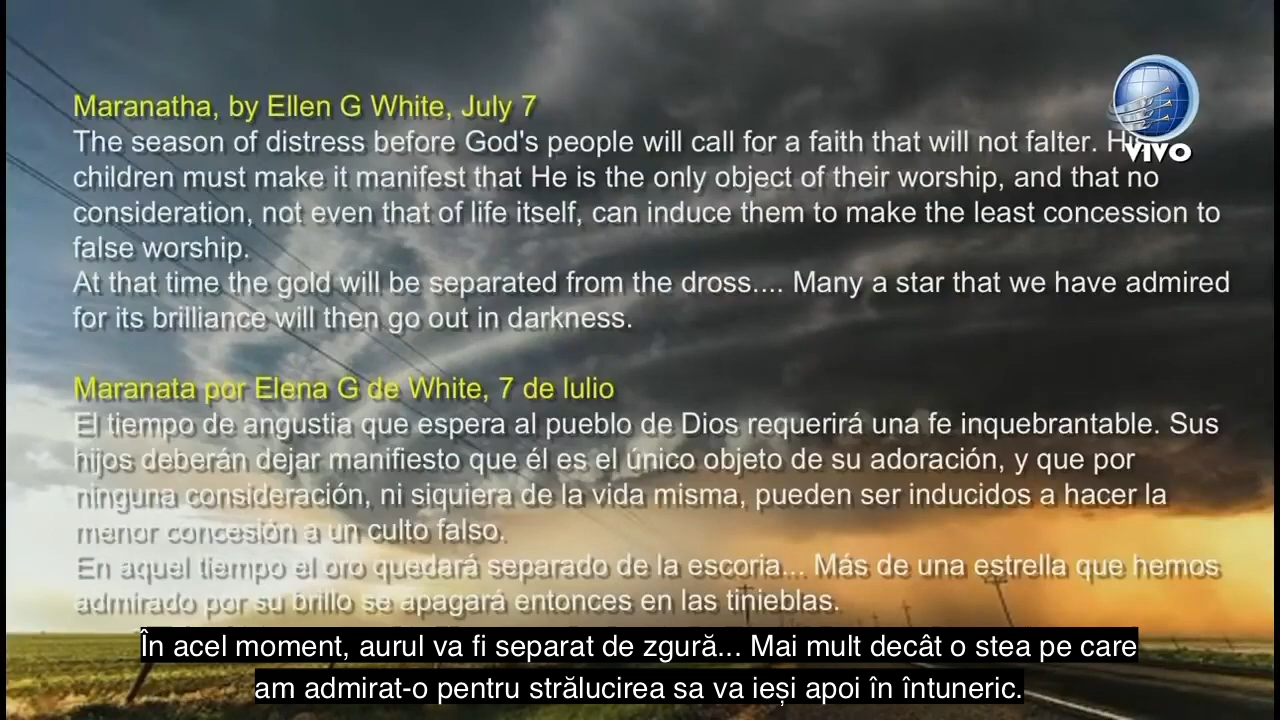 Maranatha, by Ellen G White, July 7
The season of distress before God's people will call for a faith that will not falter. His
children must make it manifest that He is the only object of their worship, and that no
consideration, not even that of life itself, can induce them to make the least concession to
false worship.
At that time the gold will be separated from the dross.... Many a star that we have admired
for its brilliance will then go out in darkness.
VIVO
Maranata por Elena G de White, 7 de Iulio
El tiempo de angustia que espera al pueblo de Dios requerirá una fe inquebrantable. Sus
hijos deberán dejar manifiesto que él es el único objeto de su adoración, y que por
ninguna consideración, ni siquiera de la vida misma, pueden ser inducidos a hacer la
menor concesión a un culto falso.
En aquel tiempo el oro quedará separado de la escoria... Más de una estrella que hemos
admirado por su brillo se apagará entonces en las tinieblas.
În acel moment, aurul va fi separat de zgură... Mai mult decât o stea pe care
am admirat-o pentru strălucirea sa va ieși apoi în întuneric.